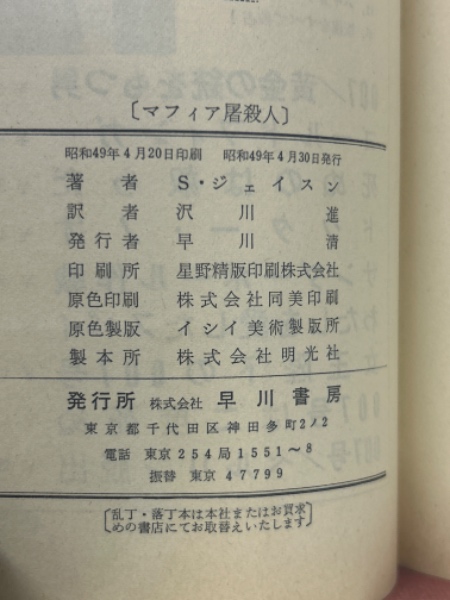 〔マフィア屠殺人〕
昭和49年4月20日印刷　昭和49年4月30日発行
著者　S・ジェイスン
訳者　沢川進
発行者　早川清
印刷所　星野精版印刷株式会社
原色印刷　株式会社同美印刷
原色製版　イシイ美術製版所
製本所　株式会社明光社
発行所　株式会社　早川書房
東京都千代田区神田多町2ノ2
電話　東京254局1551～8
振替　東京47799
〔乱丁・落丁本は本社またはお買求
めの書店にてお取替えいたします〕